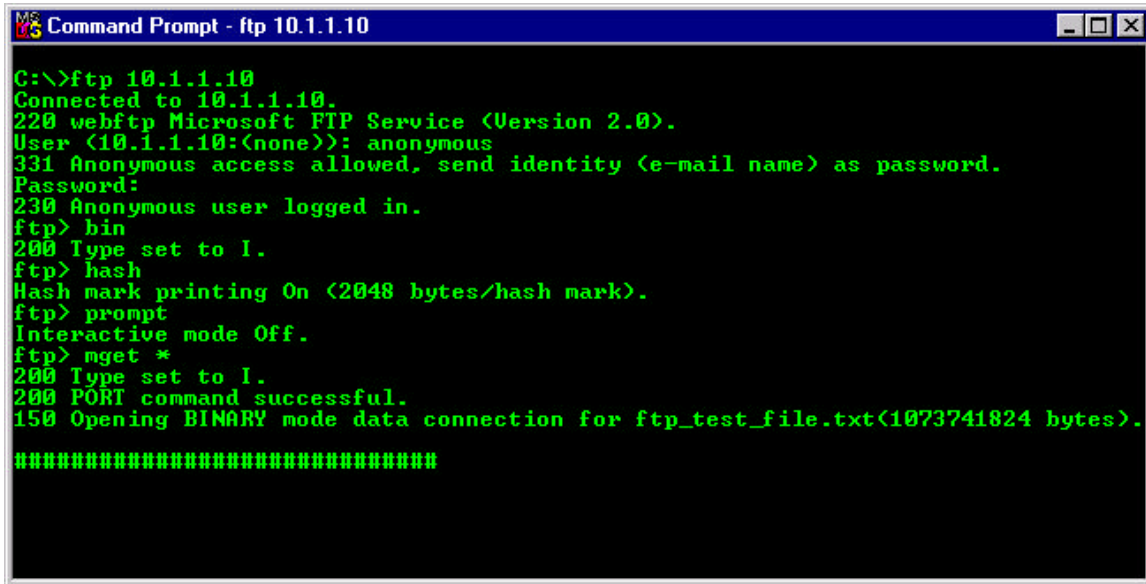 Command Prompt - ftp 10.1.1.10
C:\>ftp 10.1.1.10
Connected to 10.1.1.10.
220 webftp Microsoft FTP Service (Version 2.0).
User (10.1.1.10:(none)): anonymous
331 Anonymous access allowed, send identity (e-mail name) as password.
Password:
230 Anonymous user logged in.
ftp> bin
200 Type set to I.
ftp> hash
Hash mark printing On (2048 bytes/hash mark).
ftp> prompt
Interactive mode Off.
ftp> mget *
200 Type set to I.
200 PORT command successful.
150 Opening BINARY mode data connection for ftp_test_file.txt(1073741824 bytes).
##############################